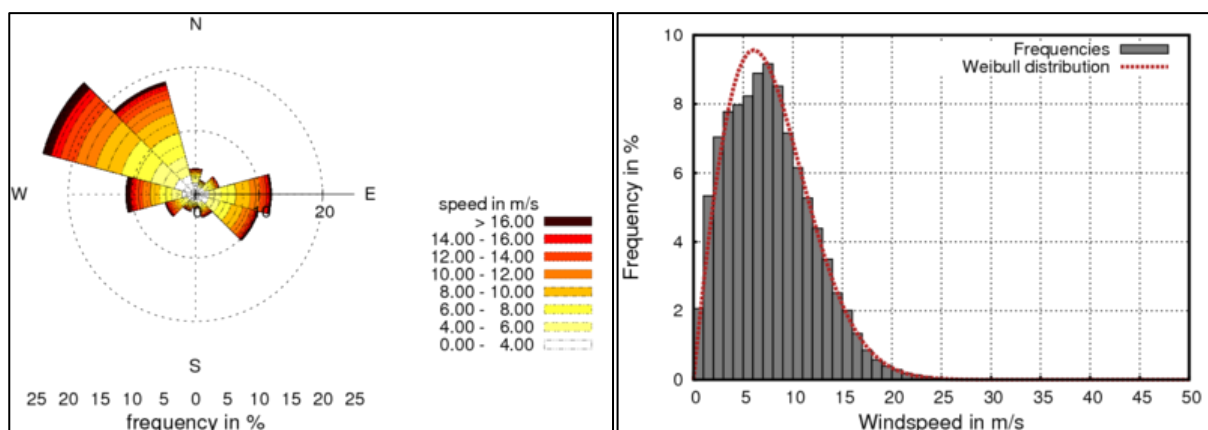 N
W
E
0
10
20
S
25 20 15 10 5 0 5 10 15 20 25
frequency in %
speed in m/s
> 16.00
14.00 - 16.00
12.00 - 14.00
10.00 - 12.00
8.00 - 10.00
6.00 - 8.00
4.00 - 6.00
0.00 - 4.00
Frequency in %
10
8
6
4
2
0
Frequencies
Weibull distribution
0 5 10 15 20 25 30 35 40 45 50
Windspeed in m/s